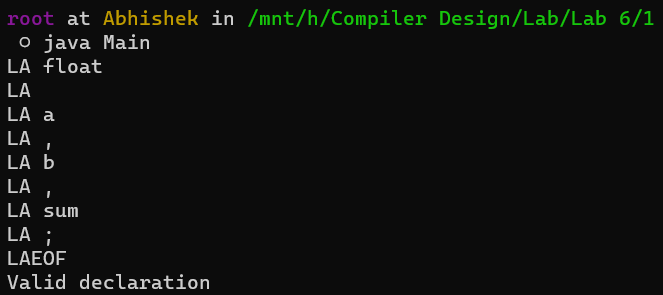 root at Abhishek in /mnt/h/Compiler Design/Lab/Lab 6/1
○ java Main
LA float
LA
LA a
LA ,
LA b
LA ,
LA sum
LA ;
LAEOF
Valid declaration